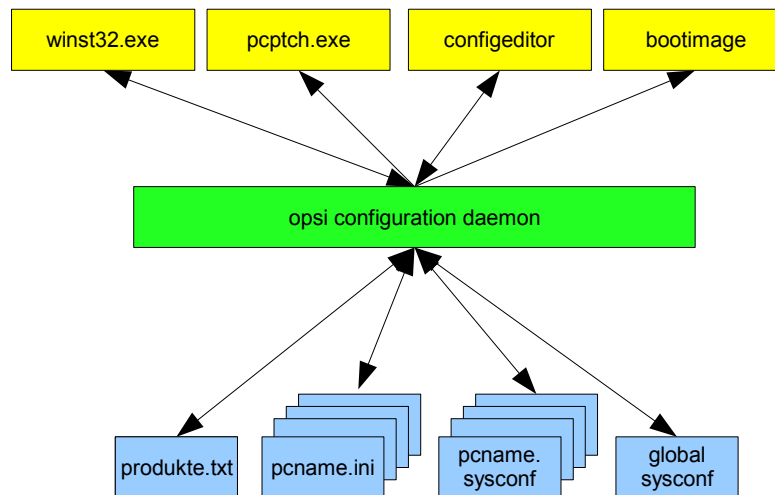 winst32.exe
pcptch.exe
configeditor
bootimage
opsi configuration daemon
produkte.txt
pcname.ini
pcname.
sysconf
global
sysconf